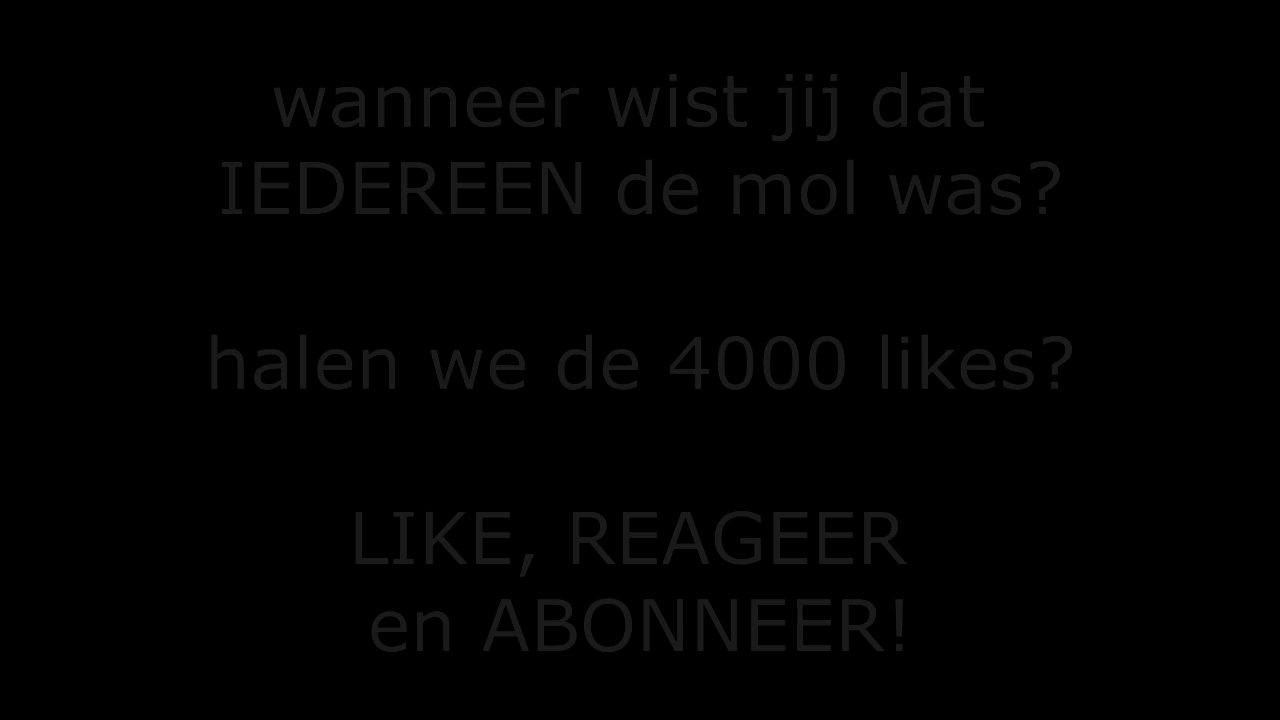 wanneer wist jij dat
IEDEREEN de mol was?
halen we de 4000 likes?
LIKE, REAGEER
en ABONNEER!